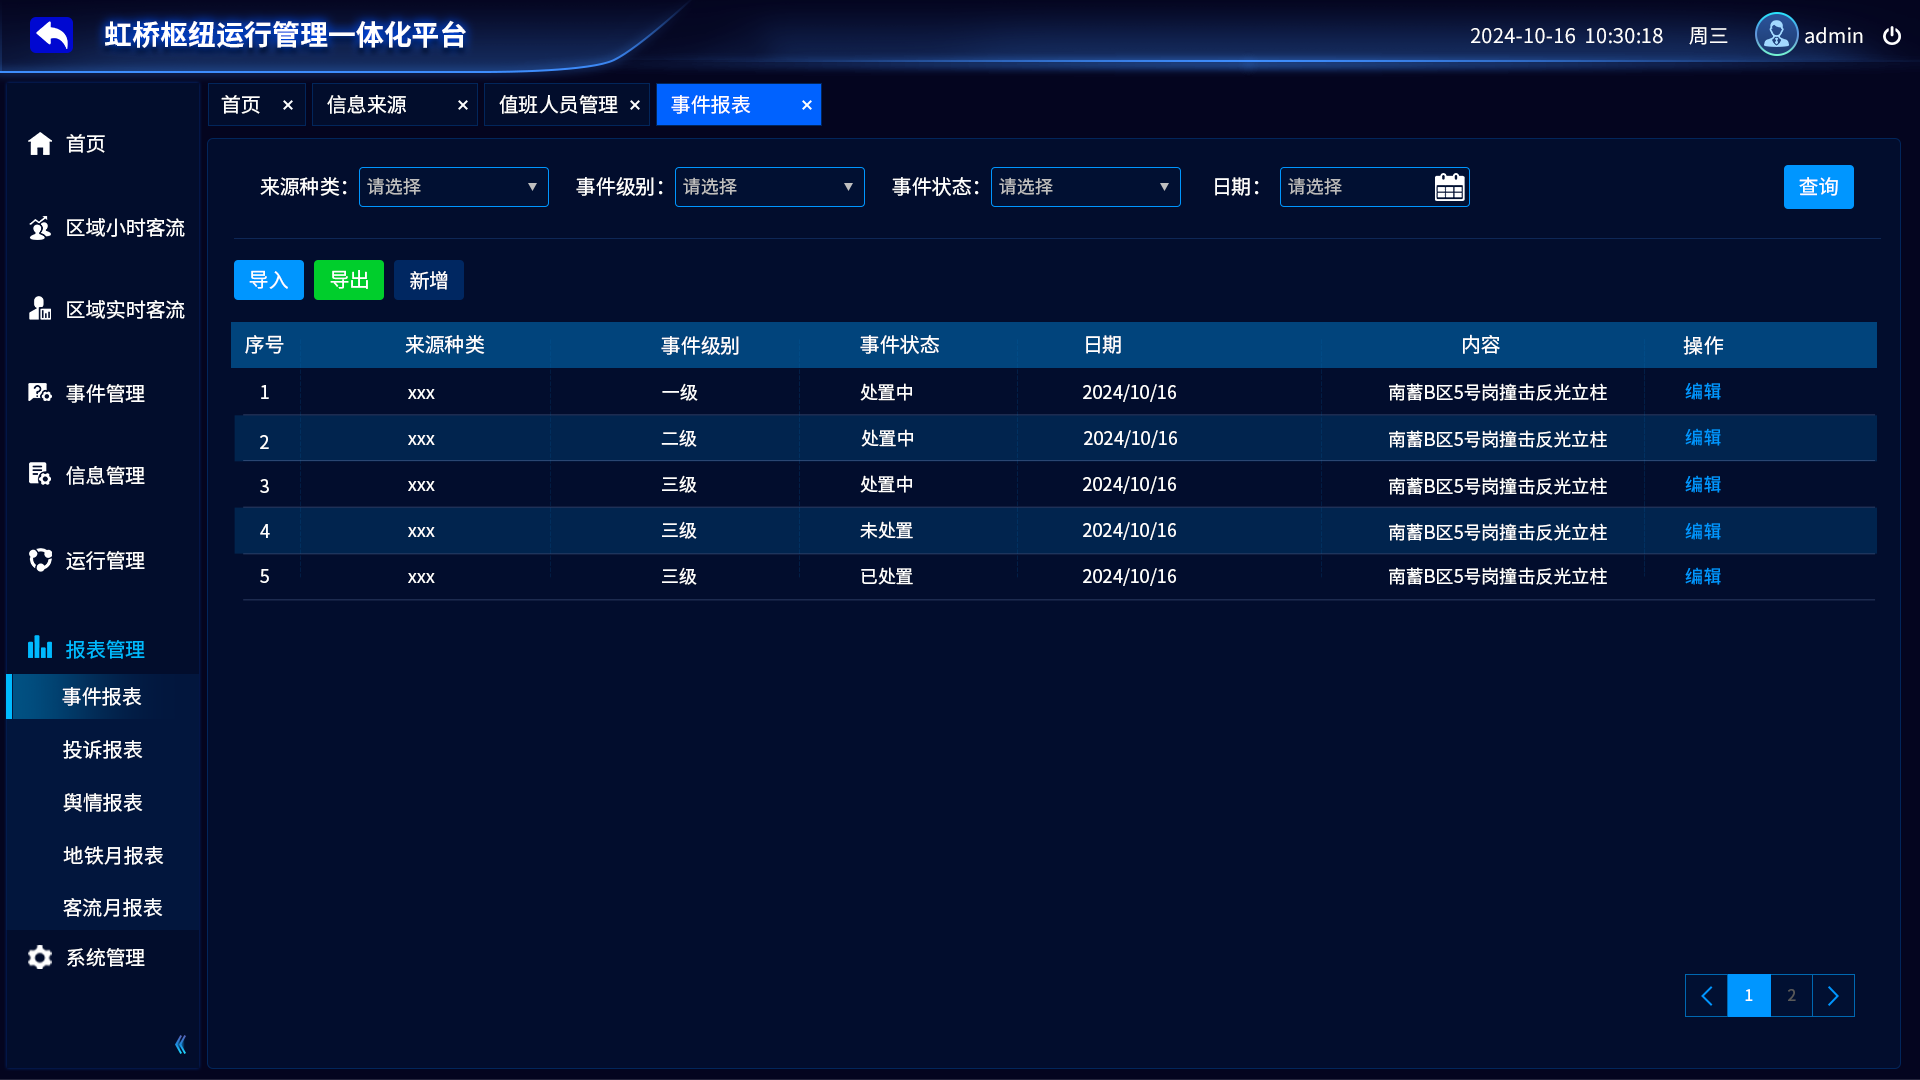 虹桥枢纽运行管理一体化平台
2024-10-16 10:30:18 周三 admin
首页 × 信息来源 × 值班人员管理 × 事件报表 ×
首页
区域小时客流
区域实时客流
事件管理
信息管理
运行管理
报表管理
事件报表
投诉报表
舆情报表
地铁月报表
客流月报表
系统管理
来源种类： 请选择 事件级别： 请选择 事件状态： 请选择 日期： 请选择 查询
导入 导出 新增
序号 来源种类 事件级别 事件状态 日期 内容 操作
1 xxx 一级 处置中 2024/10/16 南蓄B区5号岗撞击反光立柱 编辑
2 xxx 二级 处置中 2024/10/16 南蓄B区5号岗撞击反光立柱 编辑
3 xxx 三级 处置中 2024/10/16 南蓄B区5号岗撞击反光立柱 编辑
4 xxx 三级 未处置 2024/10/16 南蓄B区5号岗撞击反光立柱 编辑
5 xxx 三级 已处置 2024/10/16 南蓄B区5号岗撞击反光立柱 编辑
1 2